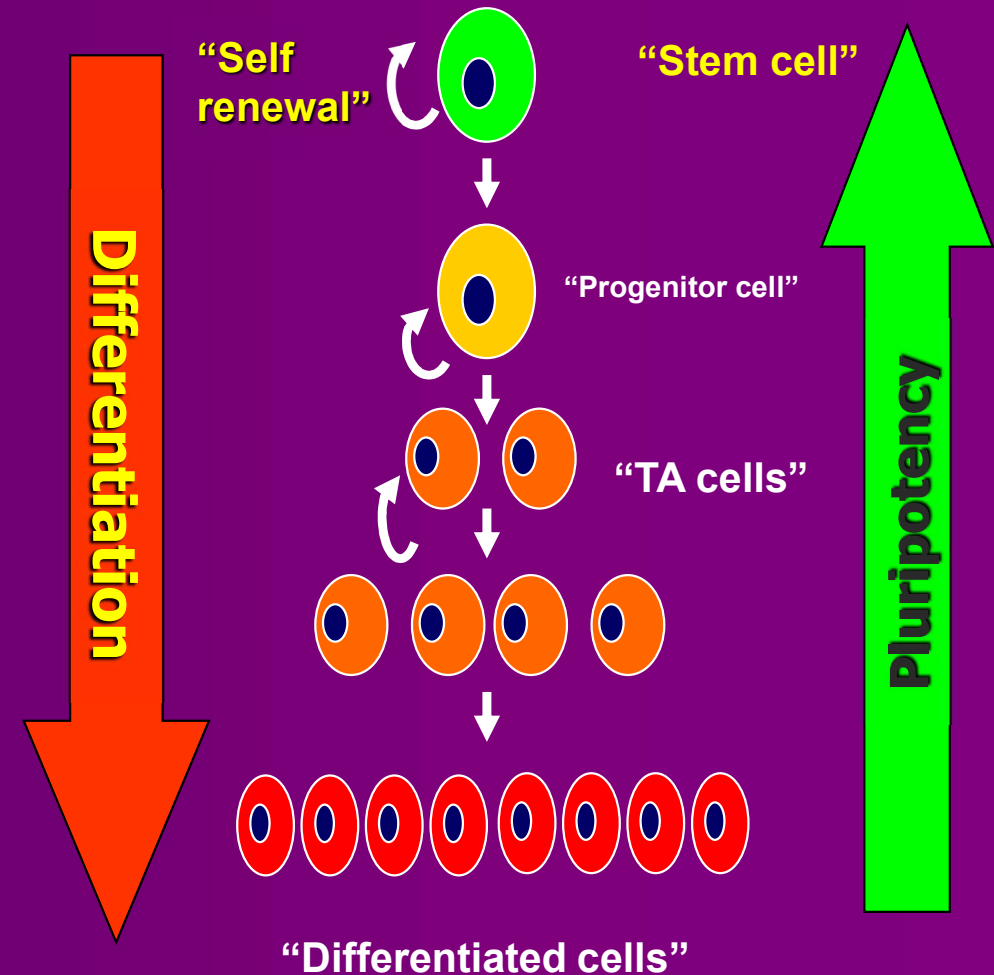 “Self
renewal”
“Stem cell”
Differentiation
“Progenitor cell”
“TA cells”
Pluripotency
“Differentiated cells”